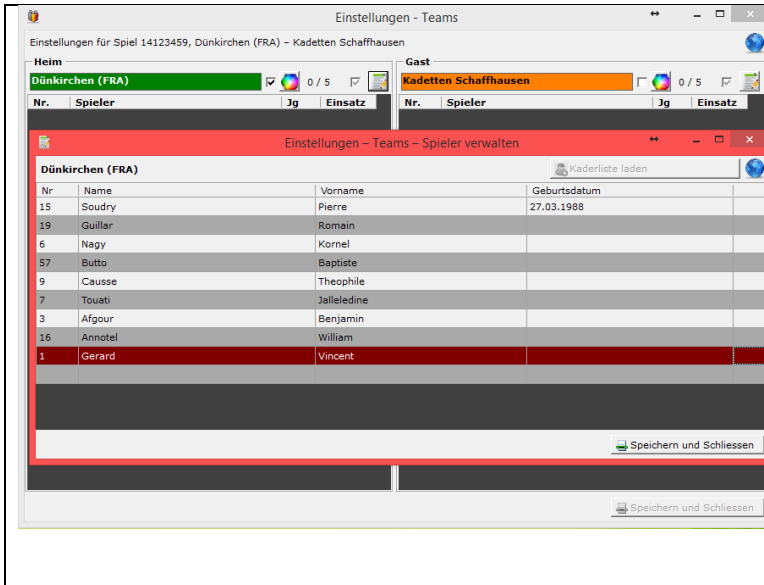 Einstellungen - Teams
Einstellungen für Spiel 14123459, Dünkirchen (FRA) – Kadetten Schaffhausen
Heim Gast
Dünkirchen (FRA) 0 / 5 Kadetten Schaffhausen 0 / 5
Nr. Spieler Jg Einsatz Nr. Spieler Jg Einsatz
Einstellungen – Teams – Spieler verwalten
Dünkirchen (FRA) Kaderliste laden
Nr Name Vorname Geburtsdatum
15 Soudry Pierre 27.03.1988
19 Guillar Romain
6 Nagy Kornel
57 Butto Baptiste
9 Causse Theophile
7 Touati Jalleledine
3 Afgour Benjamin
16 Annotel William
1 Gerard Vincent
Speichern und Schliessen
Speichern und Schliessen